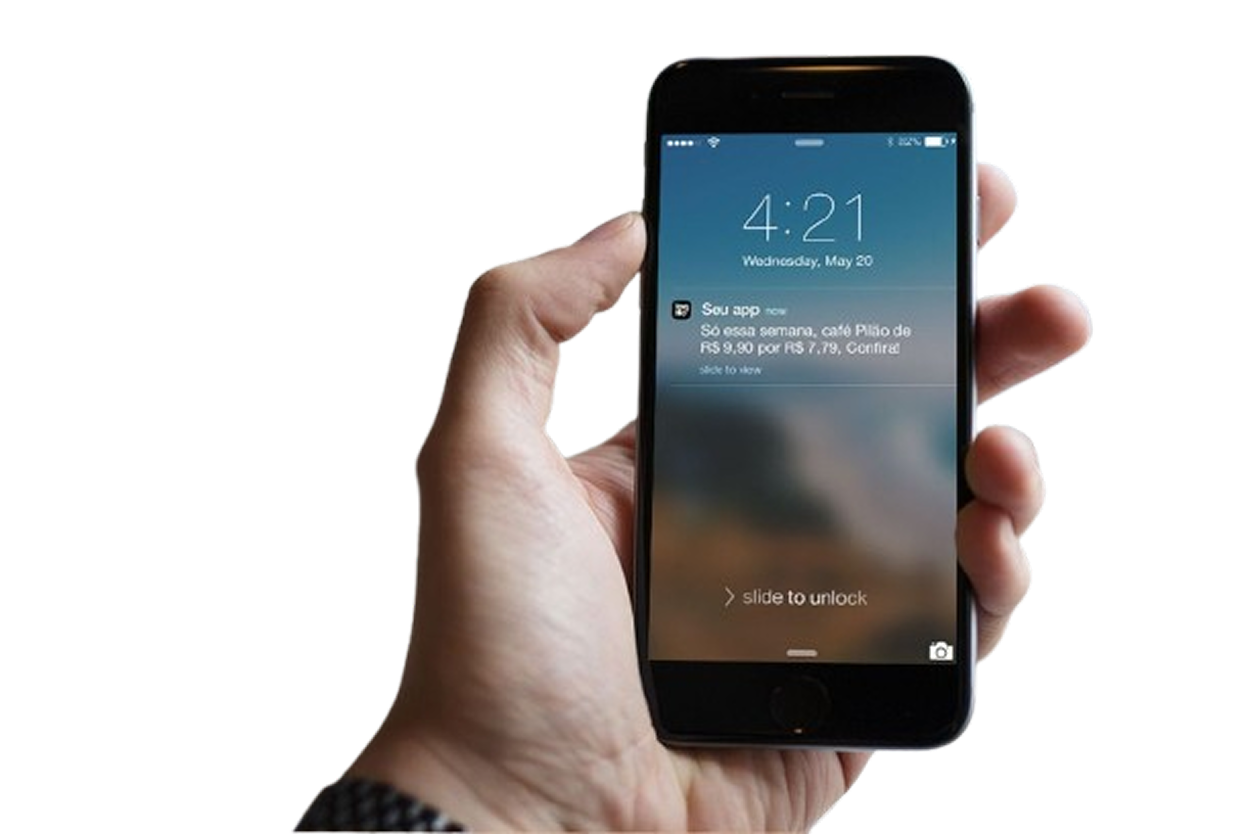 4:21
Wednesday, May 20
Seu app now
Só essa semana, café Pilão de
R$ 9,90 por R$ 7,79, Confira!
slide to view
> slide to unlock